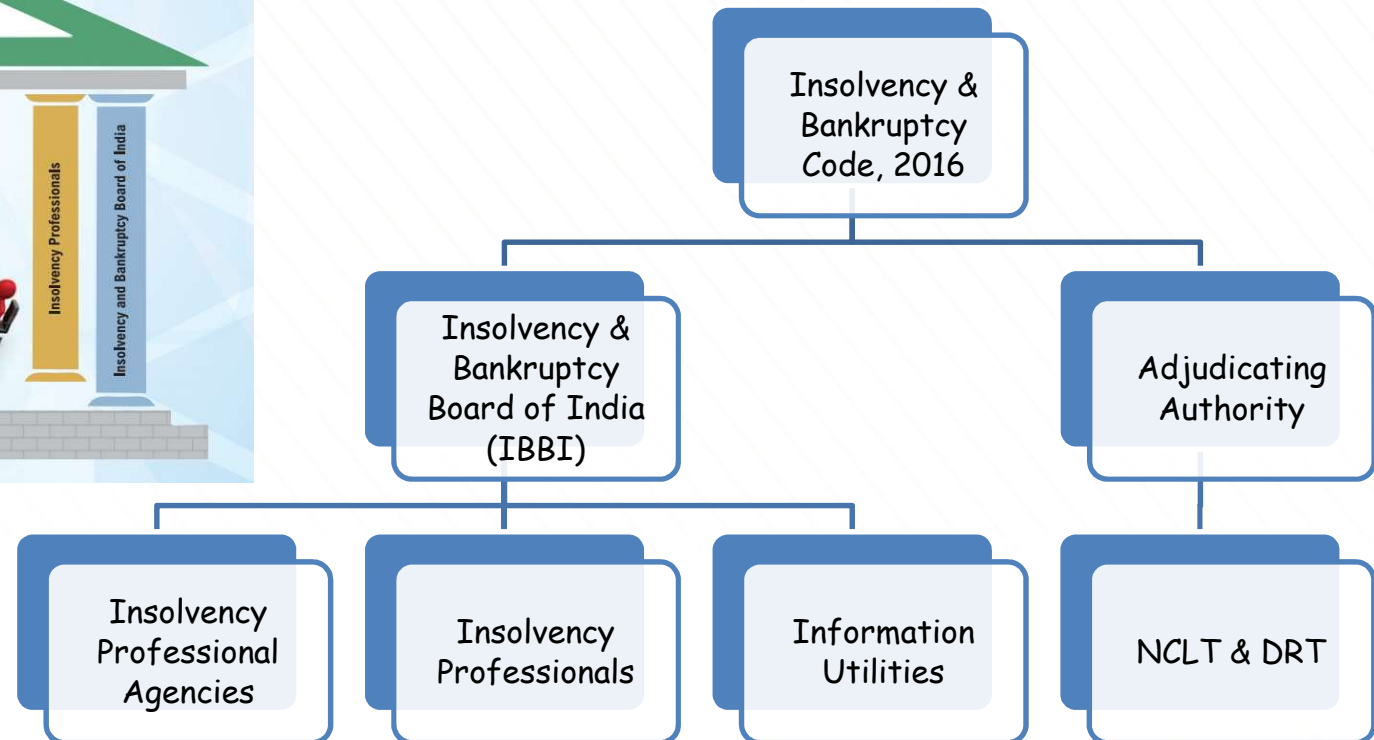 Insolvency Professionals
Insolvency and Bankruptcy Board of India
Insolvency &
Bankruptcy
Code, 2016
Insolvency &
Bankruptcy
Board of India
(IBBI)
Adjudicating
Authority
Insolvency
Professional
Agencies
Insolvency
Professionals
Information
Utilities
NCLT & DRT